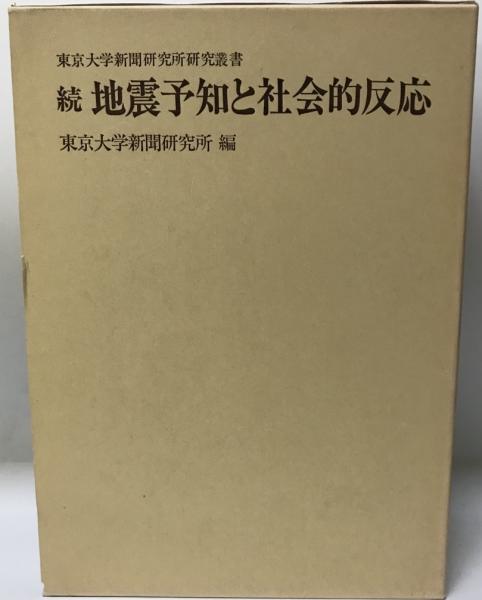 東京大学新聞研究所研究叢書
続 地震予知と社会的反応
東京大学新聞研究所 編